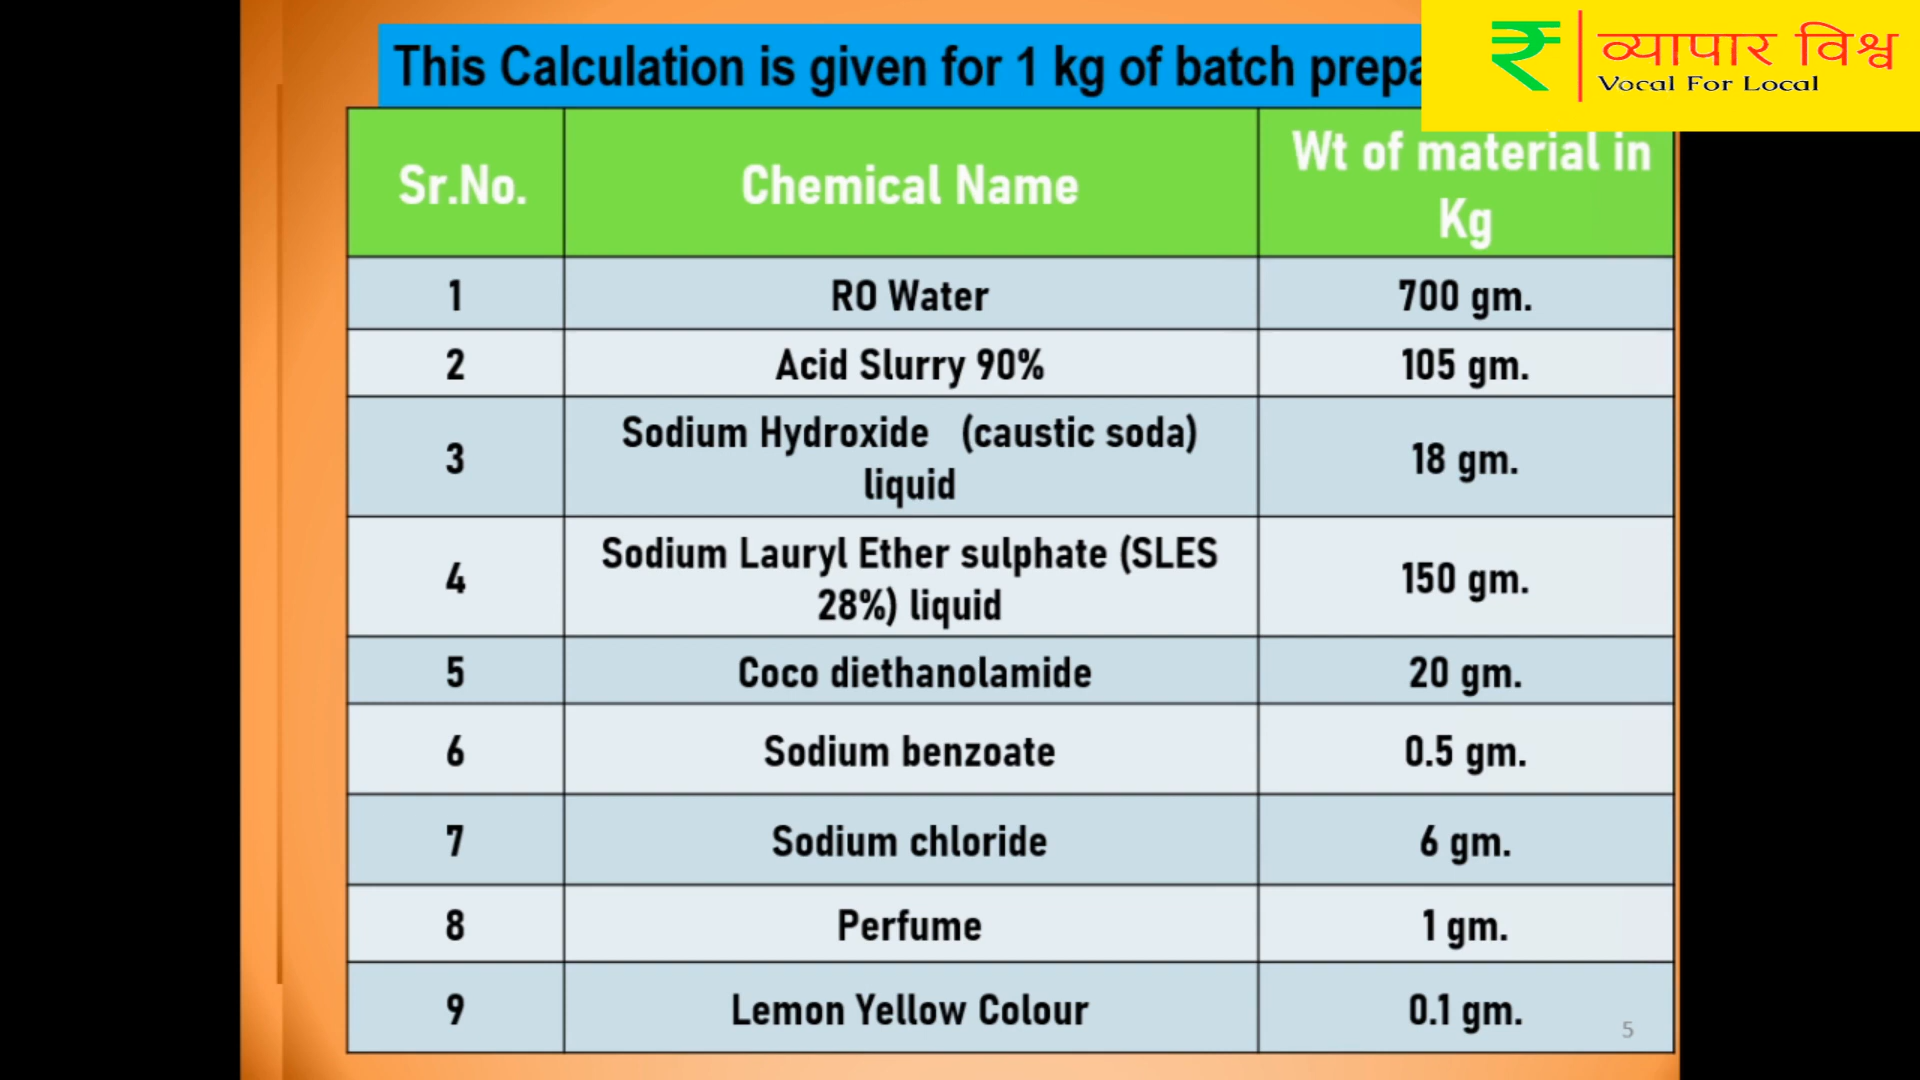 This Calculation is given for 1 kg of batch
₹ व्यापार विश्व
Vocal For Local
Sr.No. Chemical Name Wt of material in
Kg
1 RO Water 700 gm.
2 Acid Slurry 90% 105 gm.
3 Sodium Hydroxide (caustic soda)
liquid 18 gm.
4 Sodium Lauryl Ether sulphate (SLES
28%) liquid 150 gm.
5 Coco diethanolamide 20 gm.
6 Sodium benzoate 0.5 gm.
7 Sodium chloride 6 gm.
8 Perfume 1 gm.
9 Lemon Yellow Colour 0.1 gm.
5